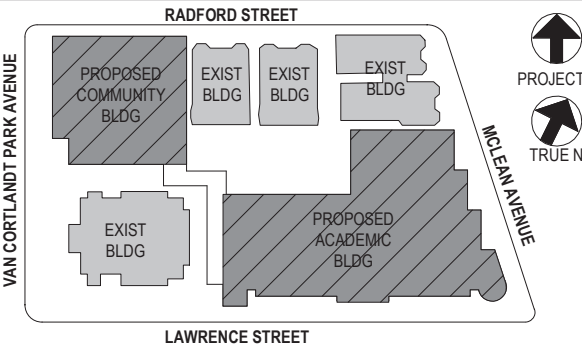 RADFORD STREET
VAN CORTLANDT PARK AVENUE
PROPOSED
COMMUNITY
BLDG
EXIST
BLDG
EXIST
BLDG
EXIST
BLDG
PROJECT
TRUE N
MCLEAN AVENUE
EXIST
BLDG
PROPOSED
ACADEMIC
BLDG
LAWRENCE STREET